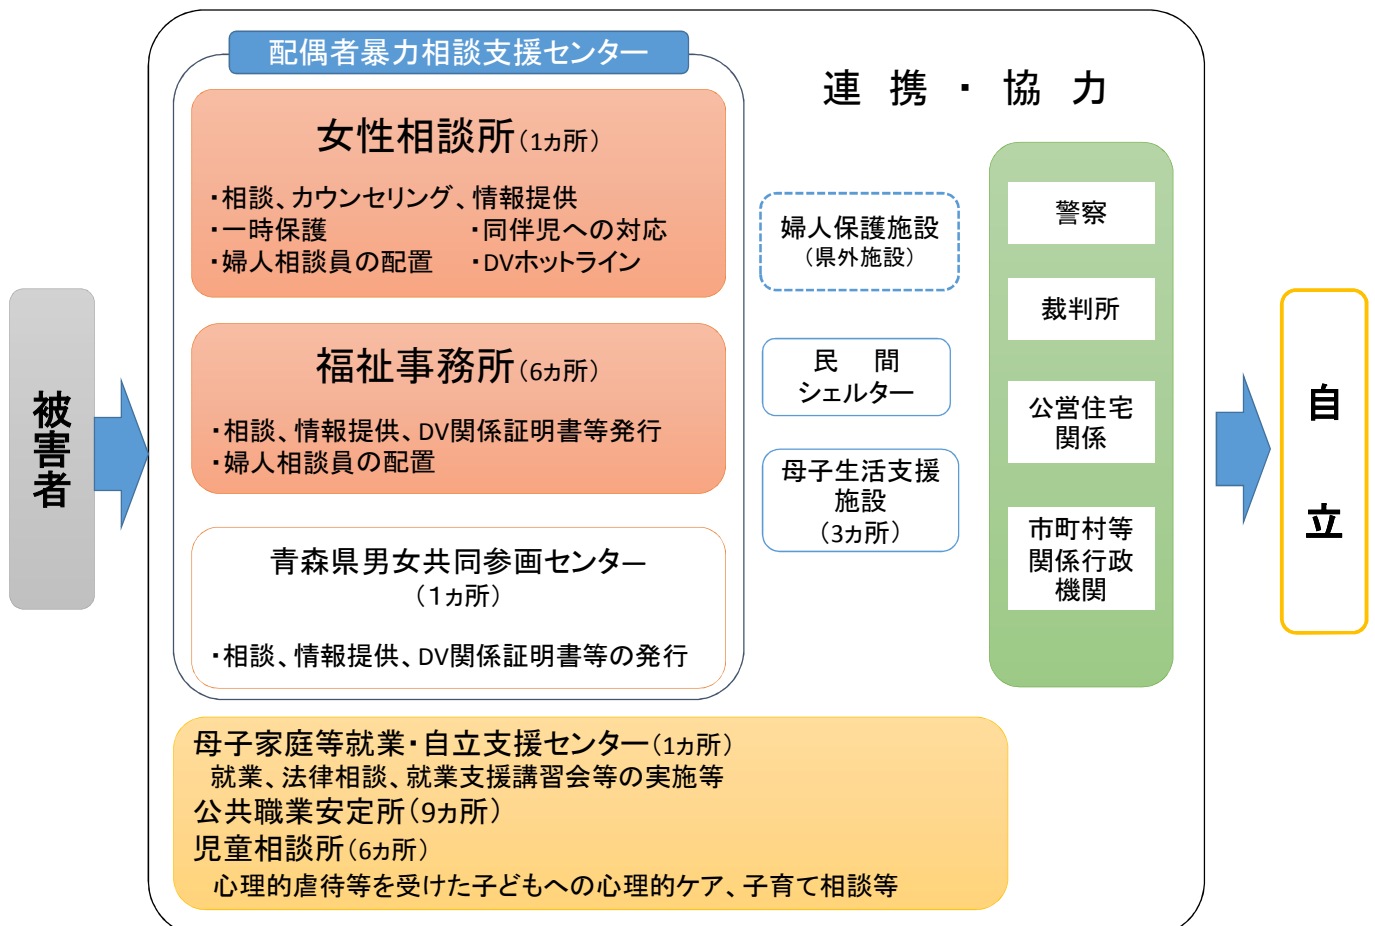 配偶者暴力相談支援センター
女性相談所(1ヵ所)
・相談、カウンセリング、情報提供
・一時保護 ・同伴児への対応
・婦人相談員の配置 ・DVホットライン
福祉事務所(6ヵ所)
・相談、情報提供、DV関係証明書等発行
・婦人相談員の配置
青森県男女共同参画センター
(1ヵ所)
・相談、情報提供、DV関係証明書等の発行
連携・協力
婦人保護施設
(県外施設)
民間
シェルター
母子生活支援
施設
(3ヵ所)
警察
裁判所
公営住宅
関係
市町村等
関係行政
機関
母子家庭等就業・自立支援センター(1ヵ所)
就業、法律相談、就業支援講習会等の実施等
公共職業安定所(9ヵ所)
児童相談所(6ヵ所)
心理的虐待等を受けた子どもへの心理的ケア、子育て相談等
被害者
自立